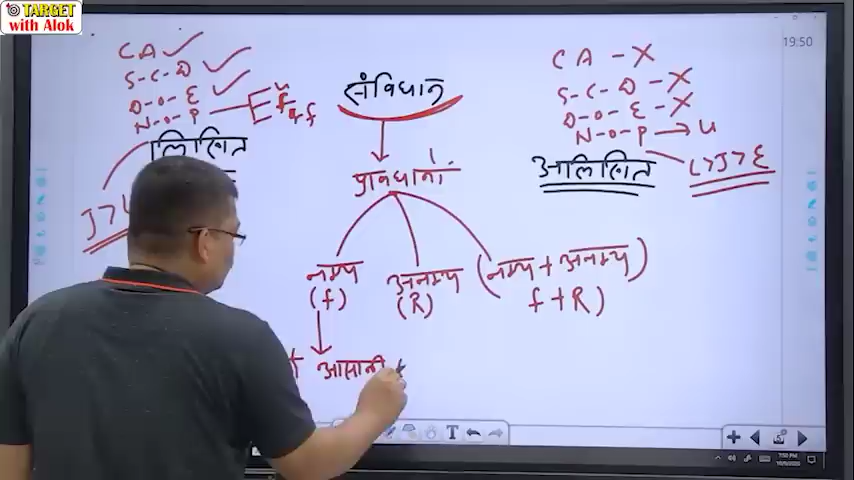 TARGET
with Alok
19:50
CA ✓
S-C-D ✓
D-O-E ✓
N-O-P
लिखित
संविधान
प्रावधानों
नम्य
(f)
अनम्य
(R)
(नम्य + अनम्य)
f + R)
आसानी
CA - X
S-C-D - X
D-O-E - X
N-O-P → U
अलिखित
L>J>E
T